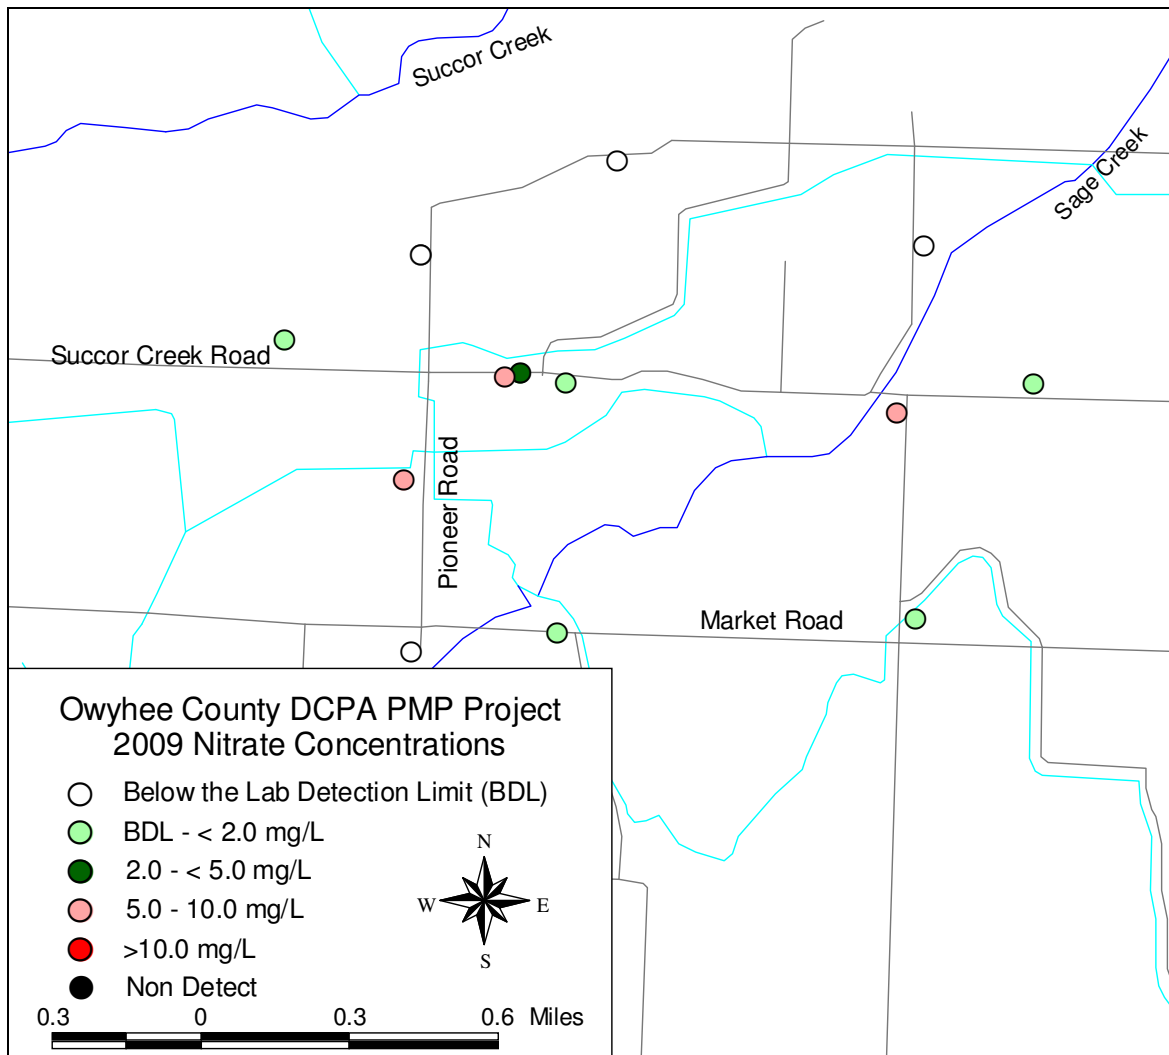 Succor Creek
Sage Creek
Succor Creek Road
Pioneer Road
Market Road
Owyhee County DCPA PMP Project
2009 Nitrate Concentrations
Below the Lab Detection Limit (BDL)
BDL - < 2.0 mg/L
2.0 - < 5.0 mg/L
5.0 - 10.0 mg/L
>10.0 mg/L
Non Detect
N
W E
S
0.3 0 0.3 0.6 Miles